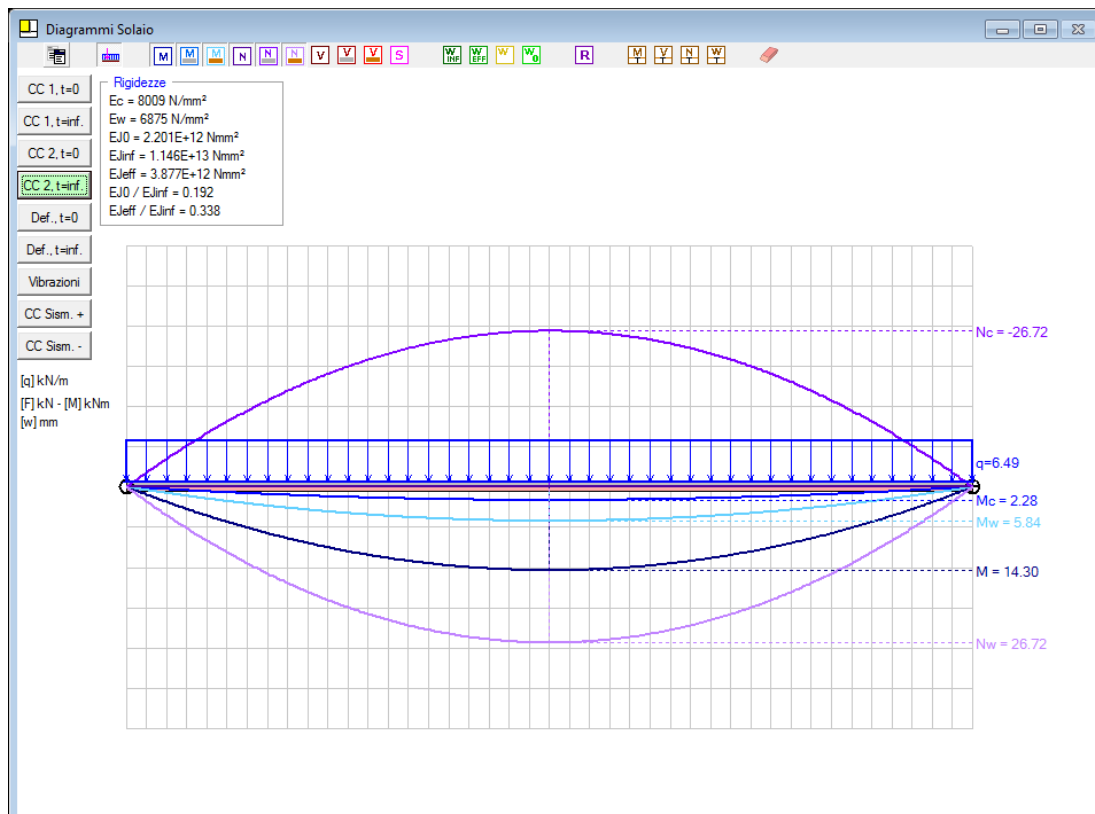 Diagrammi Solaio
M M M N N N V V V S W INF W EFF W W 0 R M V N W
CC 1, t=0
CC 1, t=inf.
CC 2, t=0
CC 2, t=inf.
Def., t=0
Def., t=inf.
Vibrazioni
CC Sism. +
CC Sism. -
Rigidezze
Ec = 8009 N/mm²
Ew = 6875 N/mm²
EJ0 = 2.201E+12 Nmm²
EJinf = 1.146E+13 Nmm²
EJeff = 3.877E+12 Nmm²
EJ0 / EJinf = 0.192
EJeff / EJinf = 0.338
[q] kN/m
[F] kN - [M] kNm
[w] mm
Nc = -26.72
q=6.49
Mc = 2.28
Mw = 5.84
M = 14.30
Nw = 26.72